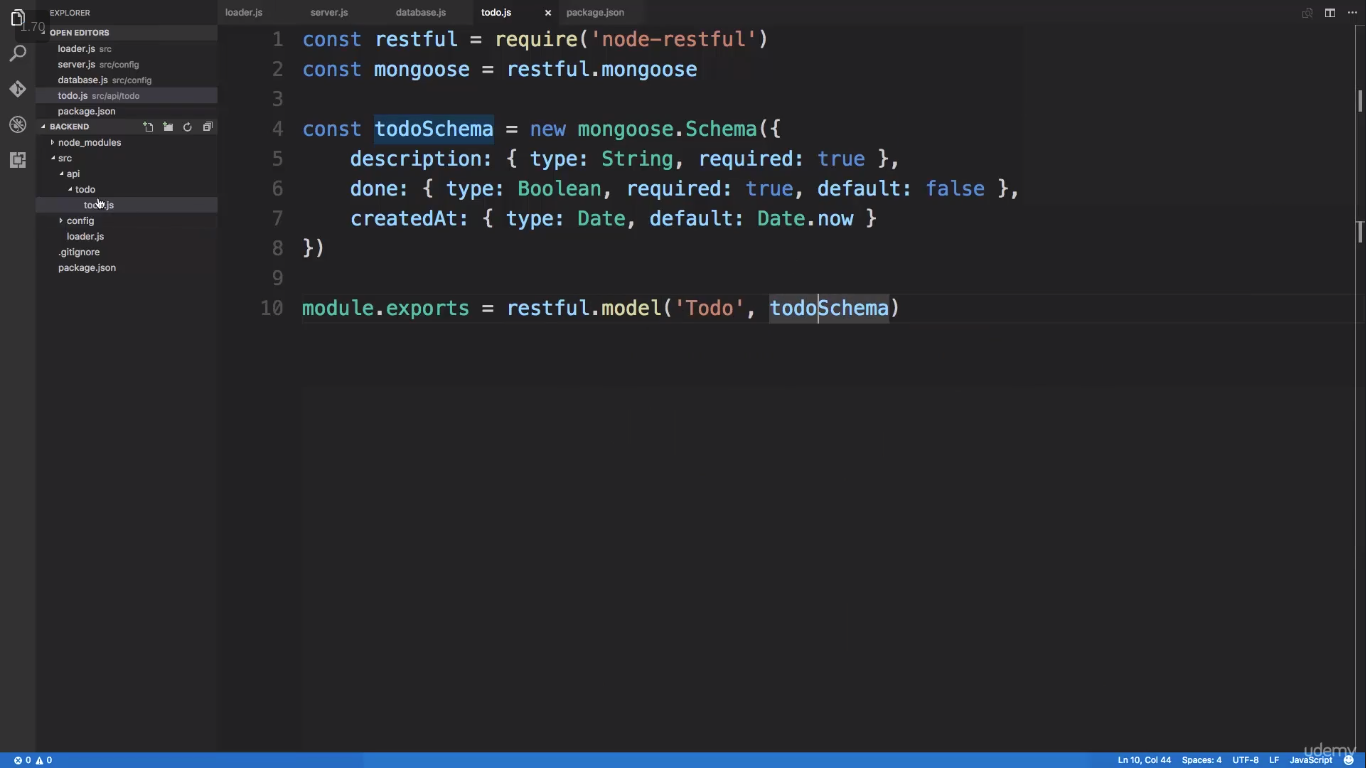 1.70
EXPLORER
OPEN EDITORS
loader.js src
server.js src/config
database.js src/config
todo.js src/api/todo
package.json
BACKEND
node_modules
src
api
todo
todo.js
config
loader.js
.gitignore
package.json
loader.js server.js database.js todo.js × package.json
1 const restful = require('node-restful')
2 const mongoose = restful.mongoose
3
4 const todoSchema = new mongoose.Schema({
5 description: { type: String, required: true },
6 done: { type: Boolean, required: true, default: false },
7 createdAt: { type: Date, default: Date.now }
8 })
9
10 module.exports = restful.model('Todo', todoSchema)
udemy
0 0 Ln 10, Col 44 Spaces: 4 UTF-8 LF JavaScript